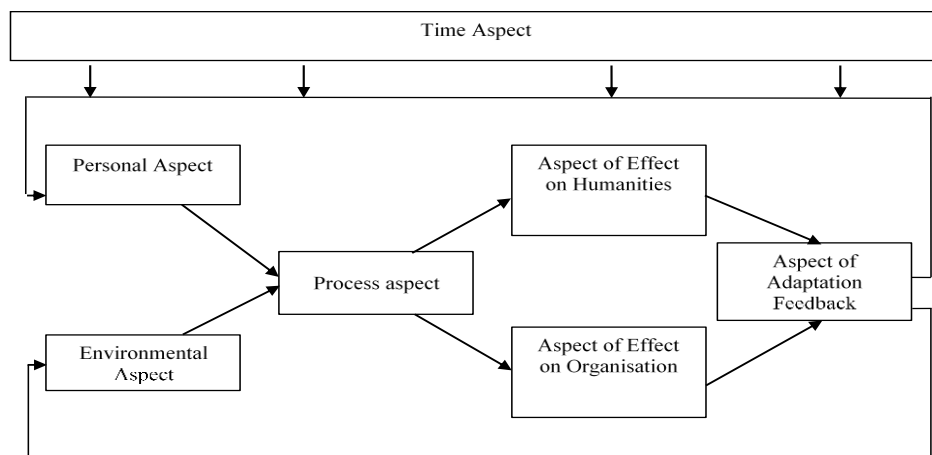 Time Aspect
Personal Aspect
Aspect of Effect
on Humanities
Process aspect
Aspect of
Adaptation
Feedback
Environmental
Aspect
Aspect of Effect
on Organisation